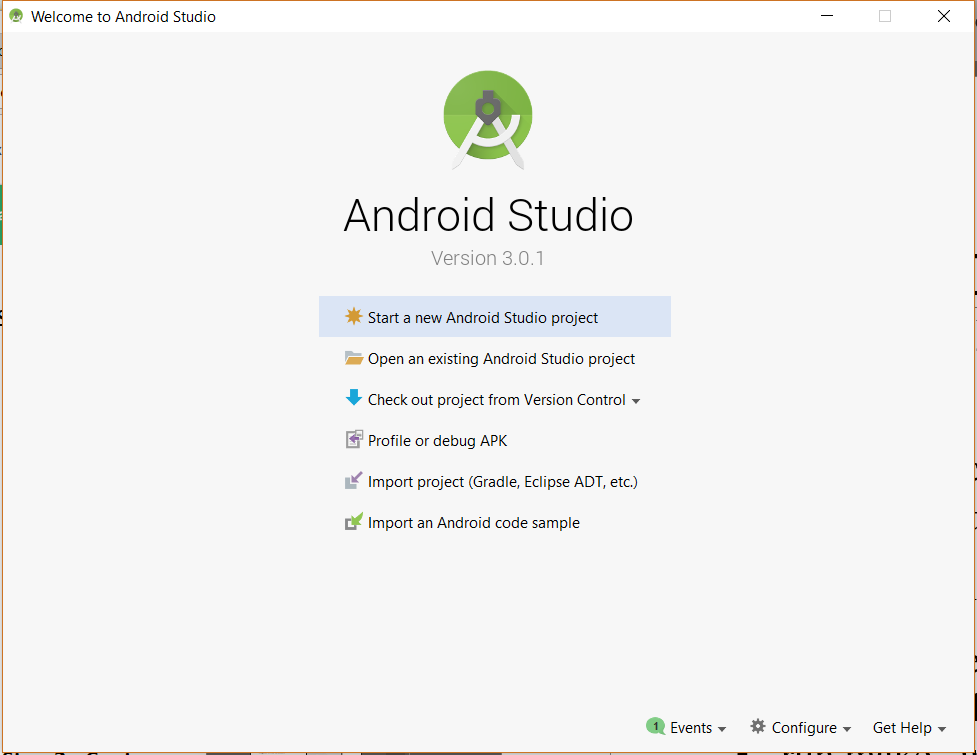 Welcome to Android Studio
Android Studio
Version 3.0.1
Start a new Android Studio project
Open an existing Android Studio project
Check out project from Version Control
Profile or debug APK
Import project (Gradle, Eclipse ADT, etc.)
Import an Android code sample
1 Events Configure Get Help